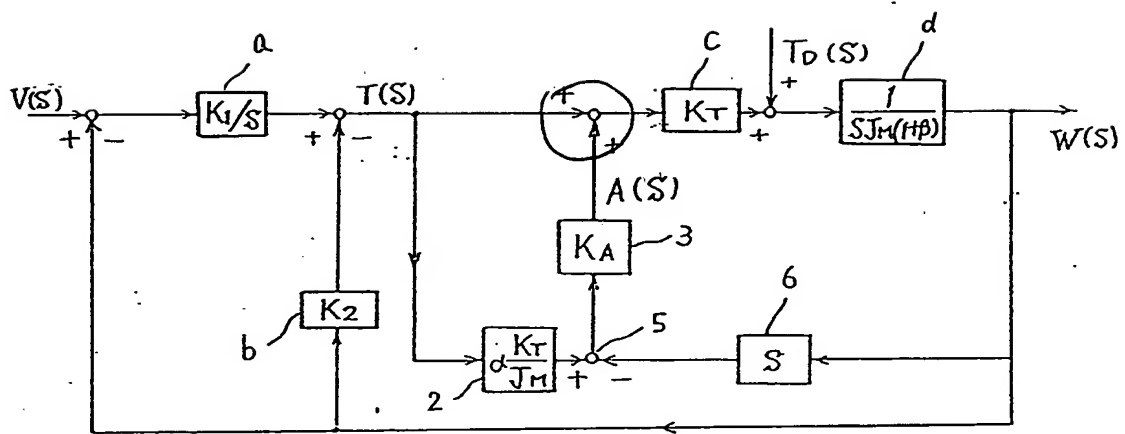 a
C
d
TD(S)
+
V(S)
+
−
K1/S
+
−
T(S)
+
+
KT
+
1
SJM(1+β)
W(S)
A(S)
KA
3
K2
b
6
5
α KT
JM
2
+
−
S